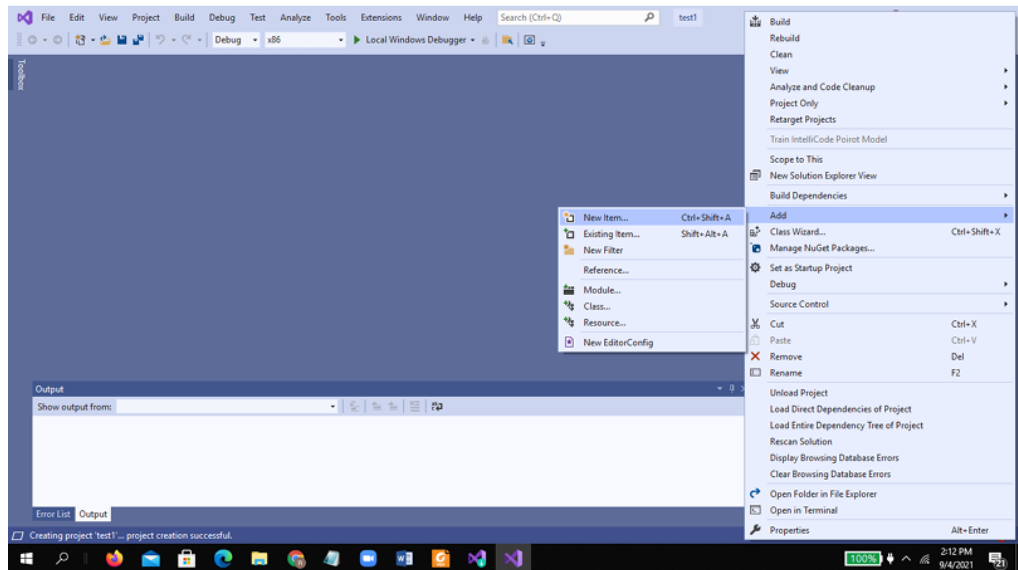 File Edit View Project Build Debug Test Analyze Tools Extensions Window Help Search (Ctrl+Q) test1
Debug x86 Local Windows Debugger
Toolbox
Build
Rebuild
Clean
View
Analyze and Code Cleanup
Project Only
Retarget Projects
Train IntelliCode Poirot Model
Scope to This
New Solution Explorer View
Build Dependencies
Add
Class Wizard... Ctrl+Shift+X
Manage NuGet Packages...
Set as Startup Project
Debug
Source Control
Cut Ctrl+X
Paste Ctrl+V
Remove Del
Rename F2
Unload Project
Load Direct Dependencies of Project
Load Entire Dependency Tree of Project
Rescan Solution
Display Browsing Database Errors
Clear Browsing Database Errors
Open Folder in File Explorer
Open in Terminal
Properties Alt+Enter
New Item... Ctrl+Shift+A
Existing Item... Shift+Alt+A
New Filter
Reference...
Module...
Class...
Resource...
New EditorConfig
Output
Show output from:
Error List Output
Creating project 'test1'... project creation successful.
100% 2:12 PM
9/4/2021 21